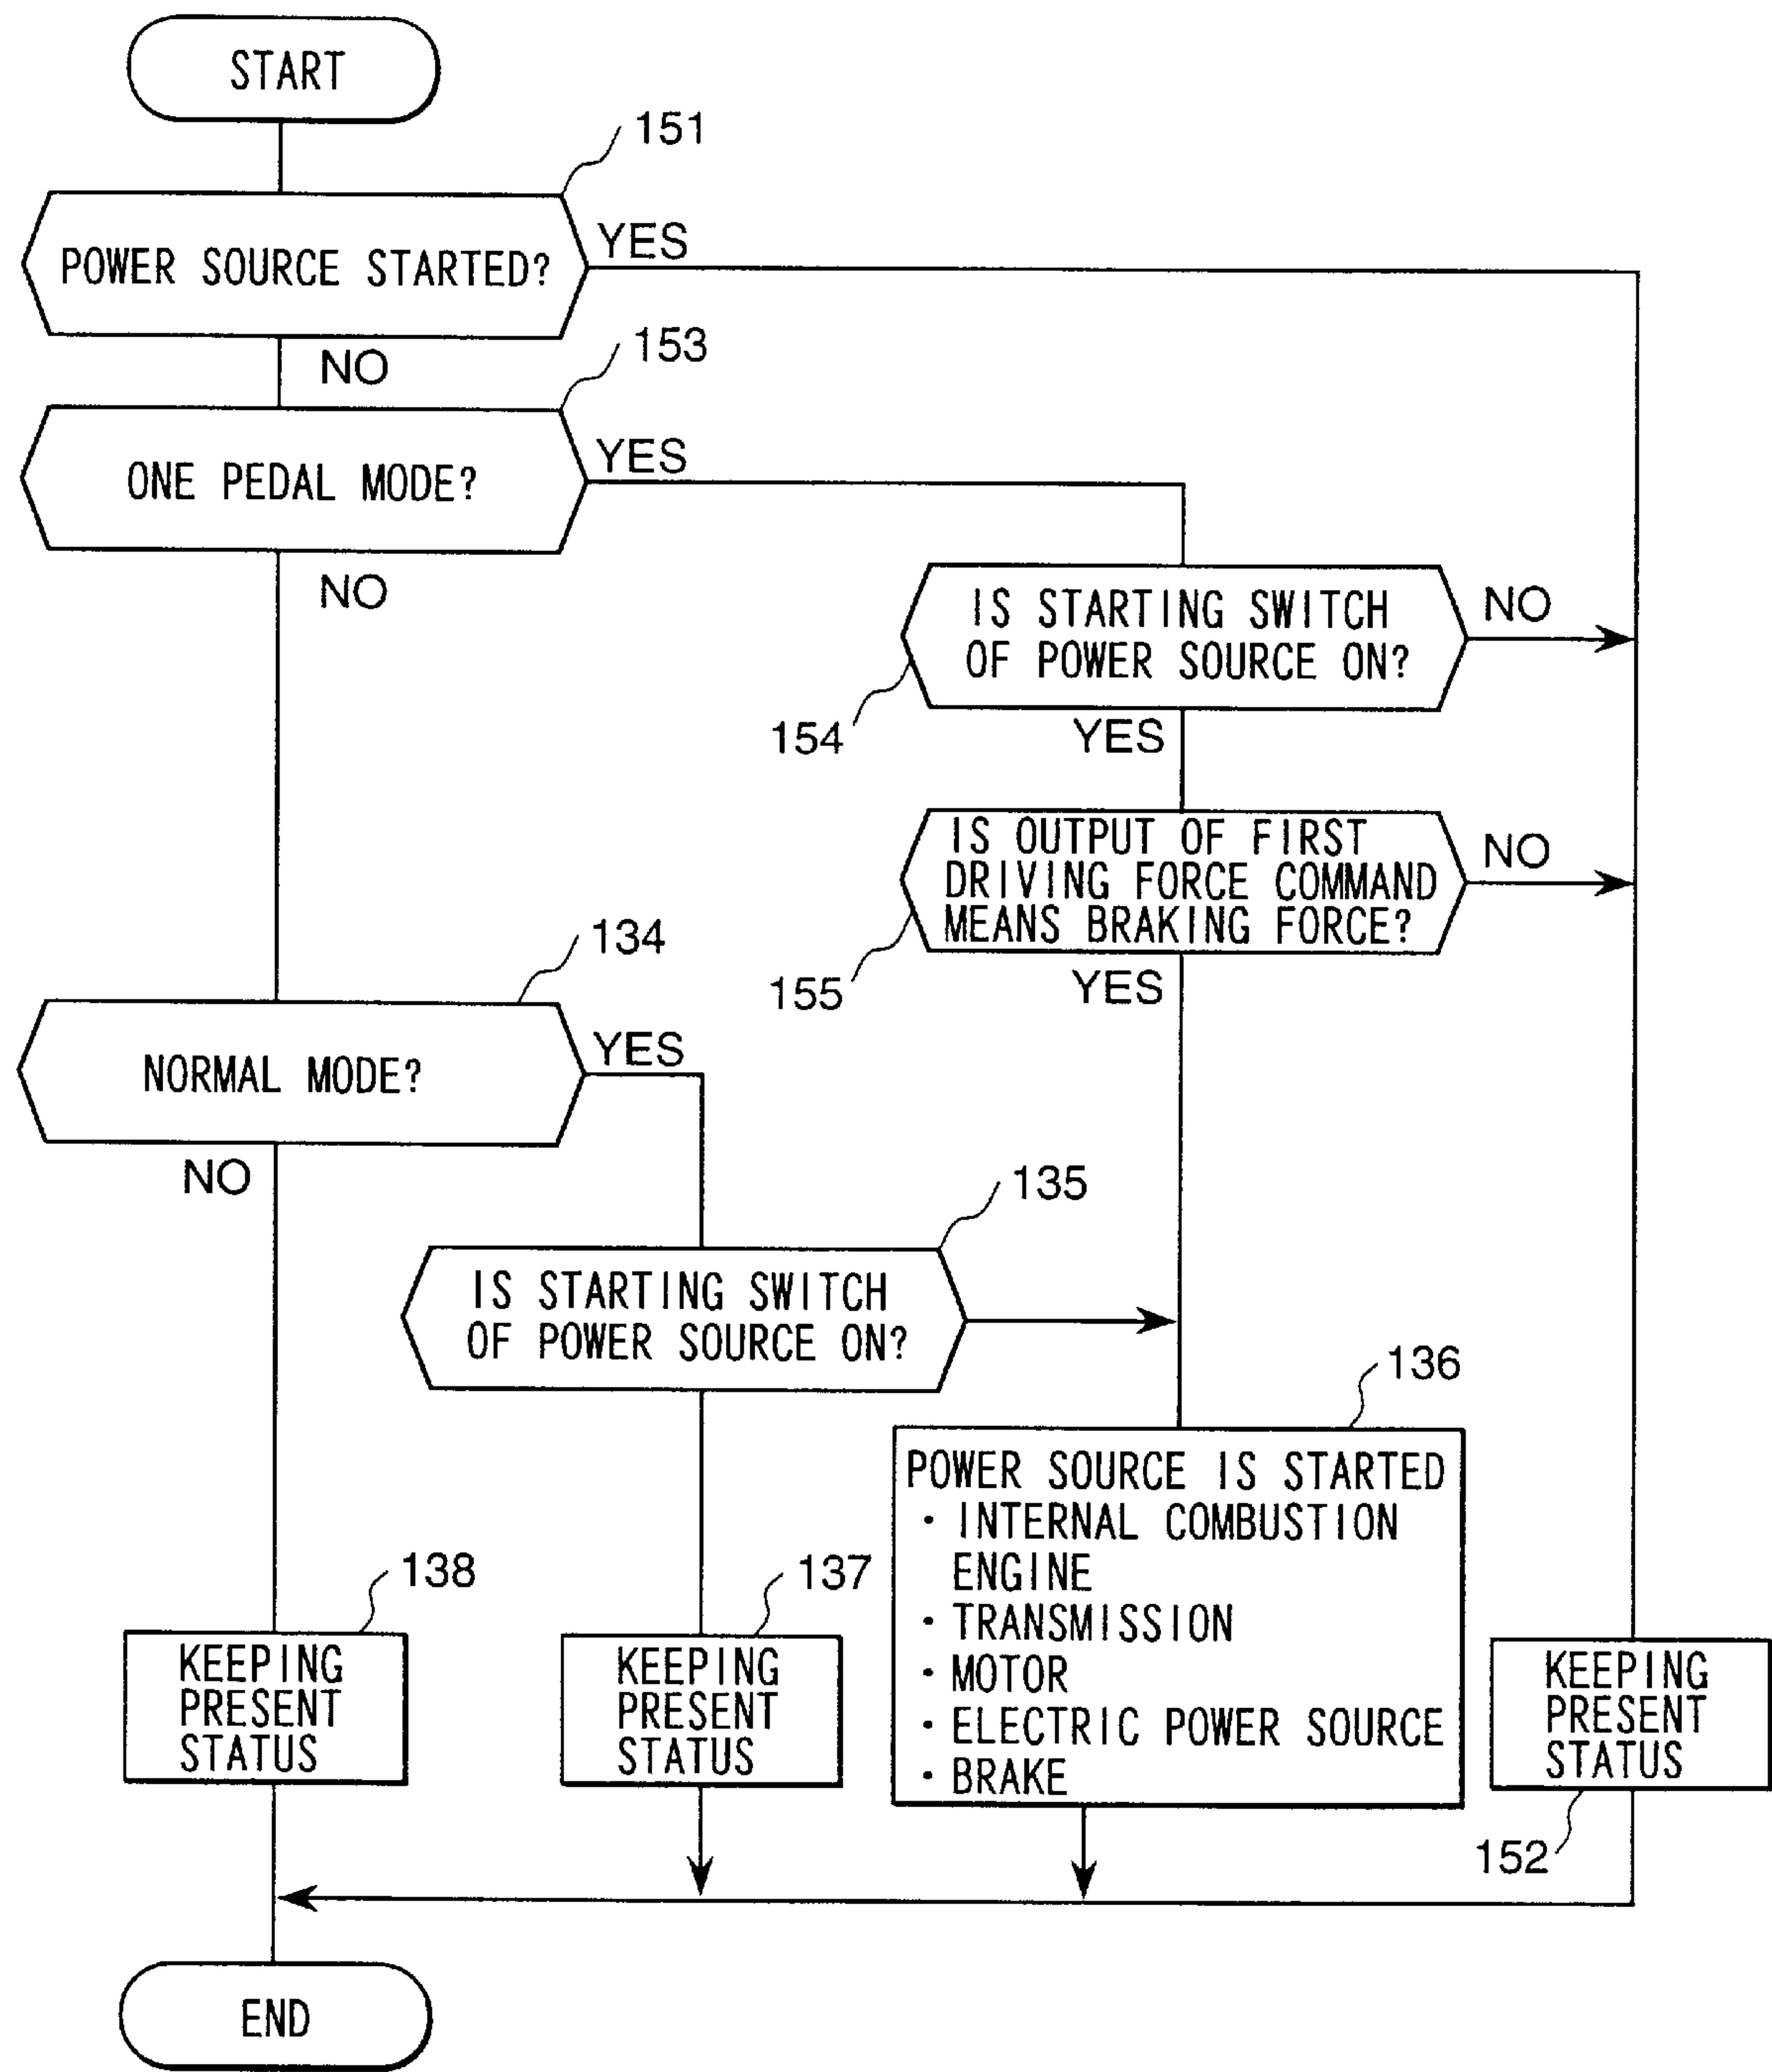 START
151
POWER SOURCE STARTED?
YES
NO
153
ONE PEDAL MODE?
YES
NO
IS STARTING SWITCH
OF POWER SOURCE ON?
NO
154
YES
IS OUTPUT OF FIRST
DRIVING FORCE COMMAND
MEANS BRAKING FORCE?
NO
155
YES
134
NORMAL MODE?
YES
NO
135
IS STARTING SWITCH
OF POWER SOURCE ON?
136
POWER SOURCE IS STARTED
· INTERNAL COMBUSTION
ENGINE
· TRANSMISSION
· MOTOR
· ELECTRIC POWER SOURCE
· BRAKE
138
KEEPING
PRESENT
STATUS
137
KEEPING
PRESENT
STATUS
KEEPING
PRESENT
STATUS
152
END